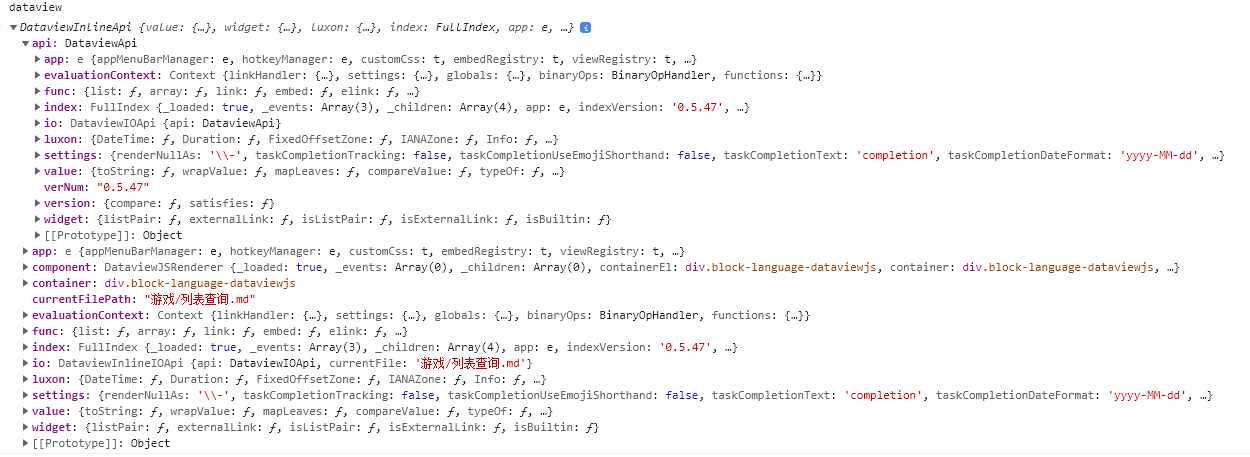 dataview
DataviewInlineApi {value: {…}, widget: {…}, luxon: {…}, index: FullIndex, app: e, …} i
api: DataviewApi
app: e {appMenuBarManager: e, hotkeyManager: e, customCss: t, embedRegistry: t, viewRegistry: t, …}
evaluationContext: Context {linkHandler: {…}, settings: {…}, globals: {…}, binaryOps: BinaryOpHandler, functions: {…}}
func: {list: ƒ, array: ƒ, link: ƒ, embed: ƒ, elink: ƒ, …}
index: FullIndex {_loaded: true, _events: Array(3), _children: Array(4), app: e, indexVersion: '0.5.47', …}
io: DataviewIOApi {api: DataviewApi}
luxon: {DateTime: ƒ, Duration: ƒ, FixedOffsetZone: ƒ, IANAZone: ƒ, Info: ƒ, …}
settings: {renderNullAs: '\\-', taskCompletionTracking: false, taskCompletionUseEmojiShorthand: false, taskCompletionText: 'completion', taskCompletionDateFormat: 'yyyy-MM-dd', …}
value: {toString: ƒ, wrapValue: ƒ, mapLeaves: ƒ, compareValue: ƒ, typeOf: ƒ, …}
verNum: "0.5.47"
version: {compare: ƒ, satisfies: ƒ}
widget: {listPair: ƒ, externalLink: ƒ, isListPair: ƒ, isExternalLink: ƒ, isBuiltin: ƒ}
[[Prototype]]: Object
app: e {appMenuBarManager: e, hotkeyManager: e, customCss: t, embedRegistry: t, viewRegistry: t, …}
component: DataviewJSRenderer {_loaded: true, _events: Array(0), _children: Array(0), containerEl: div.block-language-dataviewjs, container: div.block-language-dataviewjs, …}
container: div.block-language-dataviewjs
currentFilePath: "游戏/列表查询.md"
evaluationContext: Context {linkHandler: {…}, settings: {…}, globals: {…}, binaryOps: BinaryOpHandler, functions: {…}}
func: {list: ƒ, array: ƒ, link: ƒ, embed: ƒ, elink: ƒ, …}
index: FullIndex {_loaded: true, _events: Array(3), _children: Array(4), app: e, indexVersion: '0.5.47', …}
io: DataviewInlineIOApi {api: DataviewIOApi, currentFile: '游戏/列表查询.md'}
luxon: {DateTime: ƒ, Duration: ƒ, FixedOffsetZone: ƒ, IANAZone: ƒ, Info: ƒ, …}
settings: {renderNullAs: '\\-', taskCompletionTracking: false, taskCompletionUseEmojiShorthand: false, taskCompletionText: 'completion', taskCompletionDateFormat: 'yyyy-MM-dd', …}
value: {toString: ƒ, wrapValue: ƒ, mapLeaves: ƒ, compareValue: ƒ, typeOf: ƒ, …}
widget: {listPair: ƒ, externalLink: ƒ, isListPair: ƒ, isExternalLink: ƒ, isBuiltin: ƒ}
[[Prototype]]: Object